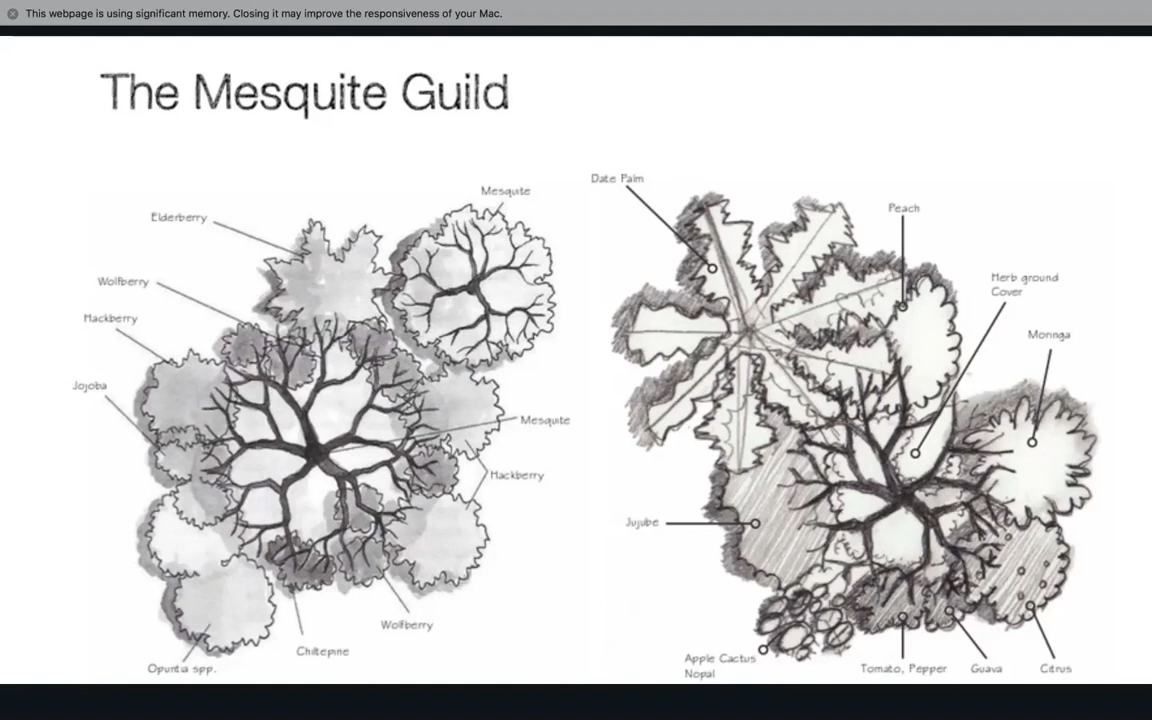 This webpage is using significant memory. Closing it may improve the responsiveness of your Mac.
The Mesquite Guild
Mesquite
Elderberry
Wolfberry
Hackberry
Jojoba
Mesquite
Hackberry
Wolfberry
Chiltepine
Opuntia spp.
Date Palm
Peach
Herb ground
Cover
Moringa
Jujube
Apple Cactus
Nopal
Tomato, Pepper
Guava
Citrus